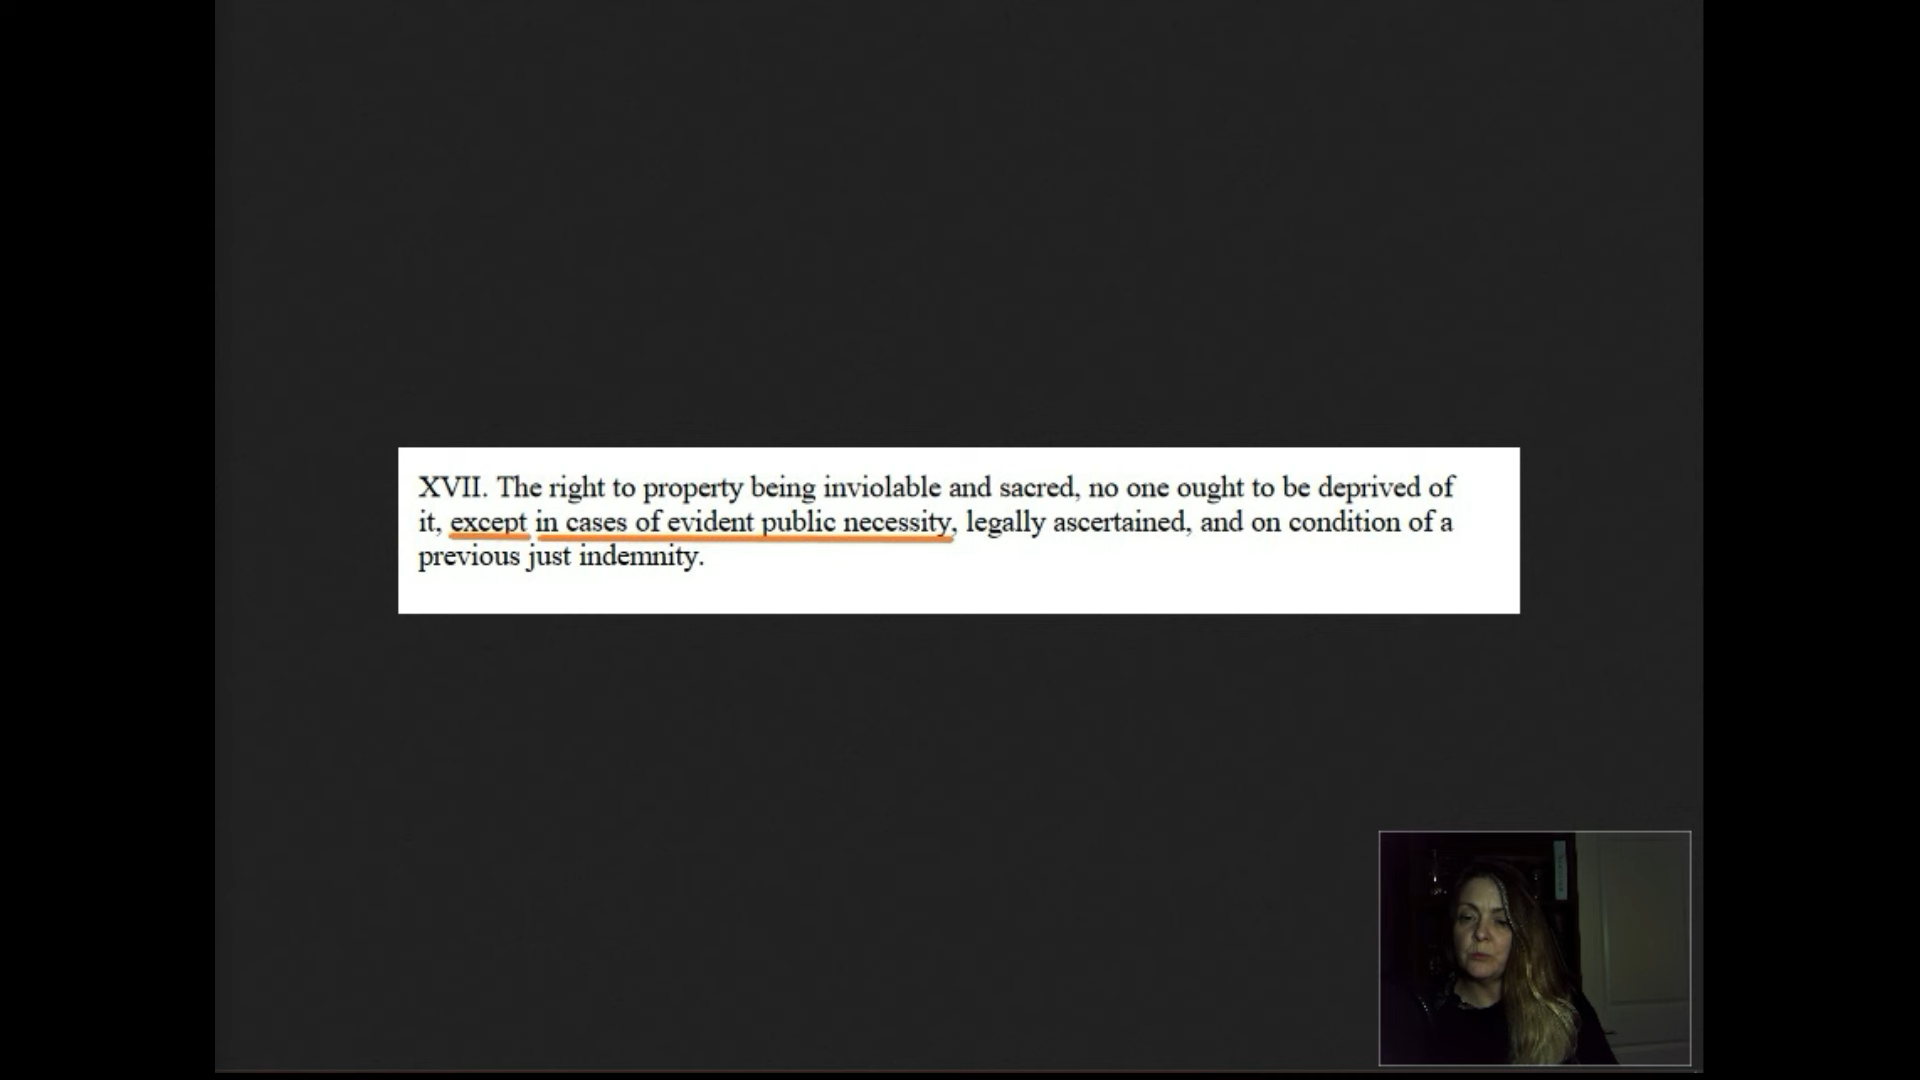 XVII. The right to property being inviolable and sacred, no one ought to be deprived of
it, except in cases of evident public necessity, legally ascertained, and on condition of a
previous just indemnity.